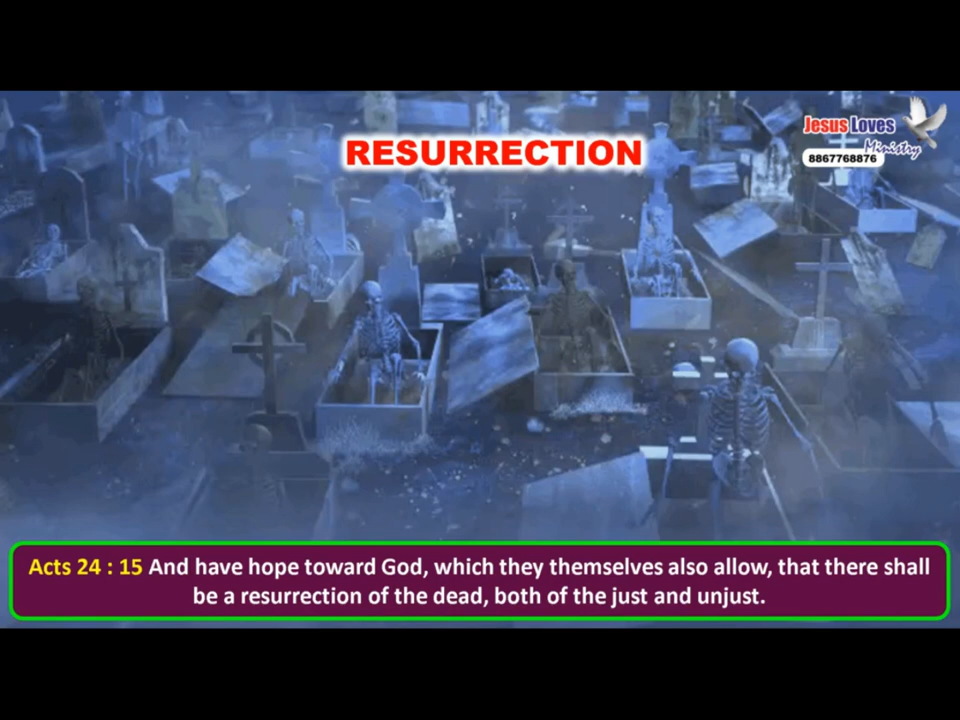 RESURRECTION
Jesus Loves
Ministry
8867768876
Acts 24 : 15 And have hope toward God, which they themselves also allow, that there shall
be a resurrection of the dead, both of the just and unjust.